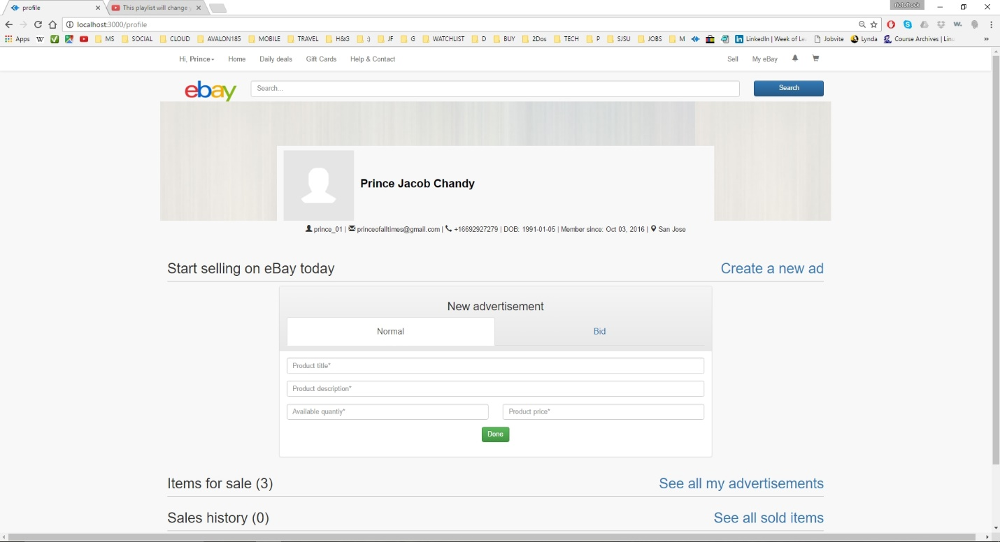 profile
This playlist will change y
riotofrock
localhost:3000/profile
Apps MS SOCIAL CLOUD AVALON185 MOBILE TRAVEL H&G :) JF G WATCHLIST D BUY 2Dos TECH P SJSU JOBS M LinkedIn | Week of Le Jobvite Lynda Course Archives | Linu
Hi, Prince Home Daily deals Gift Cards Help & Contact Sell My eBay
ebay Search... Search
Prince Jacob Chandy
prince_01 | princeofalltimes@gmail.com | +16692927279 | DOB: 1991-01-05 | Member since: Oct 03, 2016 | San Jose
Start selling on eBay today Create a new ad
New advertisement
Normal Bid
Product title*
Product description*
Available quantiy* Product price*
Done
Items for sale (3) See all my advertisements
Sales history (0) See all sold items